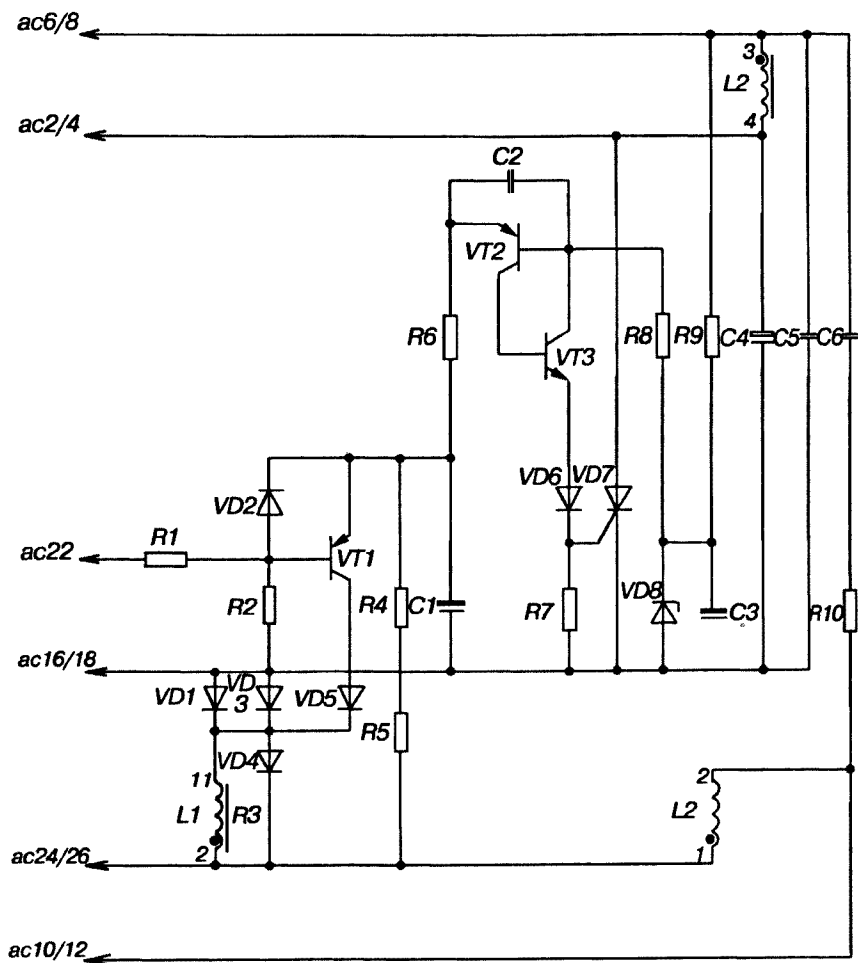 ac6/8
3
L2
ac2/4
4
C2
VT2
R6
VT3
R8
R9
C4
C5
C6
VD2
VD6
VD7
R1
ac22
VT1
R2
R4
C1
R7
VD8
C3
R10
ac16/18
VD1
VD
3
VD5
R5
VD4
11
2
L1
R3
L2
2
1
ac24/26
ac10/12